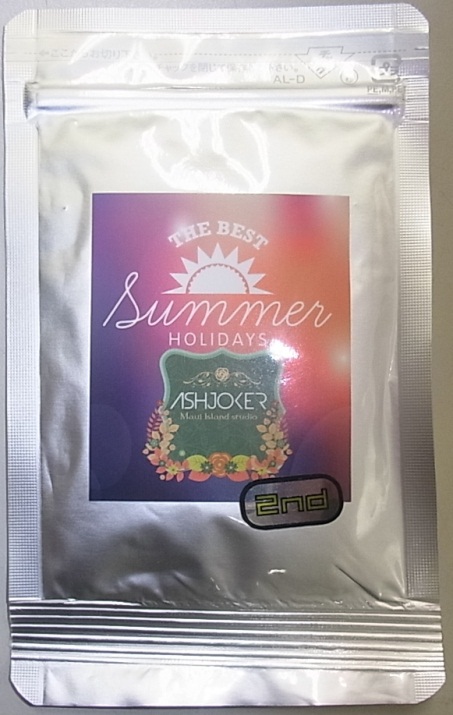 AL-D
THE BEST
Summer
HOLIDAYS
ASHJOKER
Maui Island studio
2nd